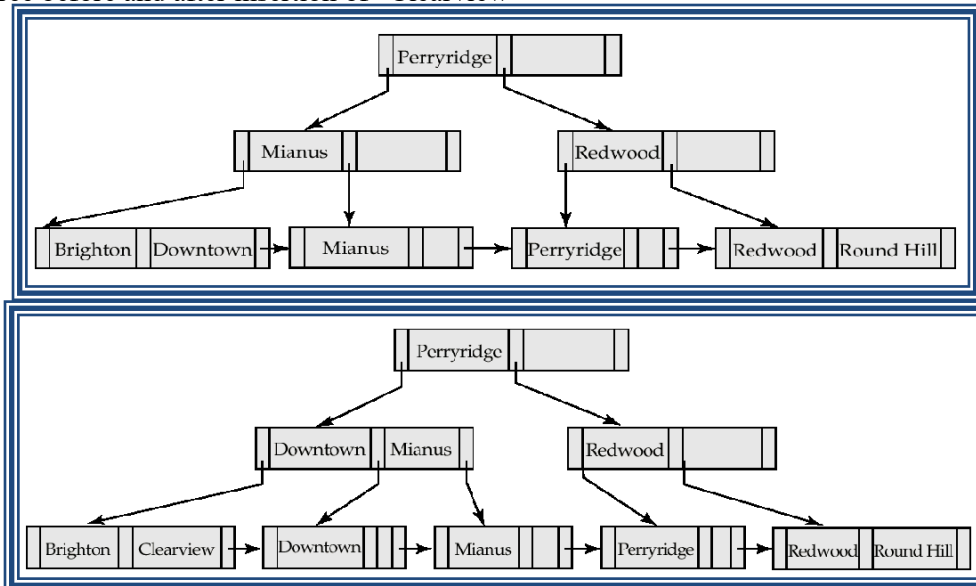 Perryridge
Mianus Redwood
Brighton Downtown Mianus Perryridge Redwood Round Hill
Perryridge
Downtown Mianus Redwood
Brighton Clearview Downtown Mianus Perryridge Redwood Round Hill